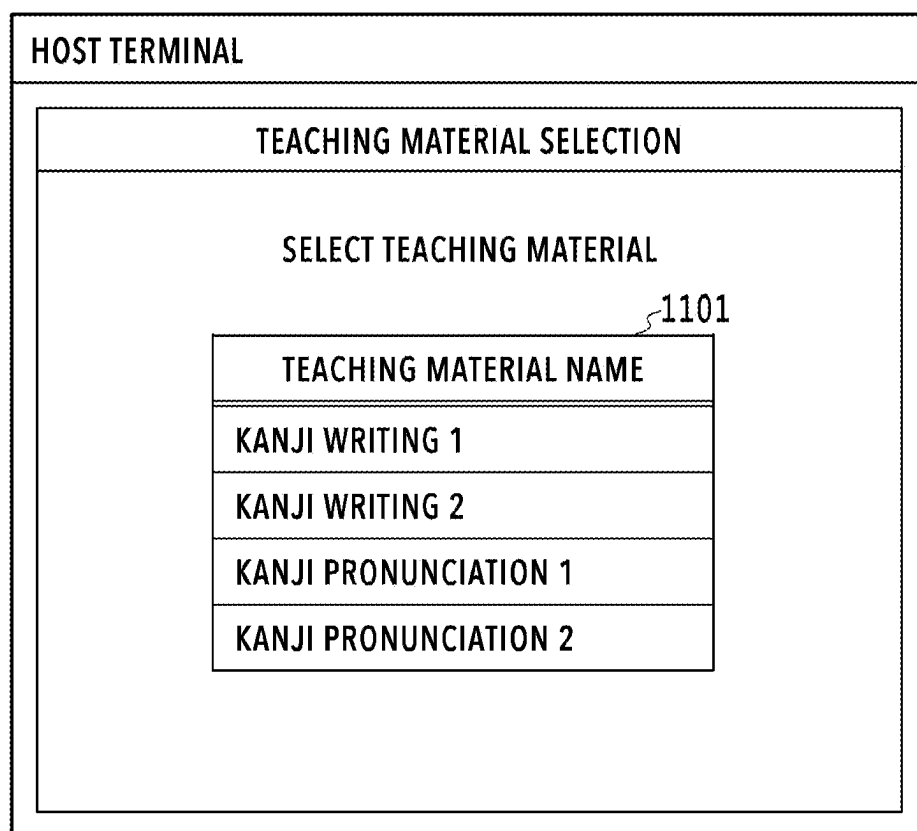 HOST TERMINAL
TEACHING MATERIAL SELECTION
SELECT TEACHING MATERIAL
1101
TEACHING MATERIAL NAME
KANJI WRITING 1
KANJI WRITING 2
KANJI PRONUNCIATION 1
KANJI PRONUNCIATION 2